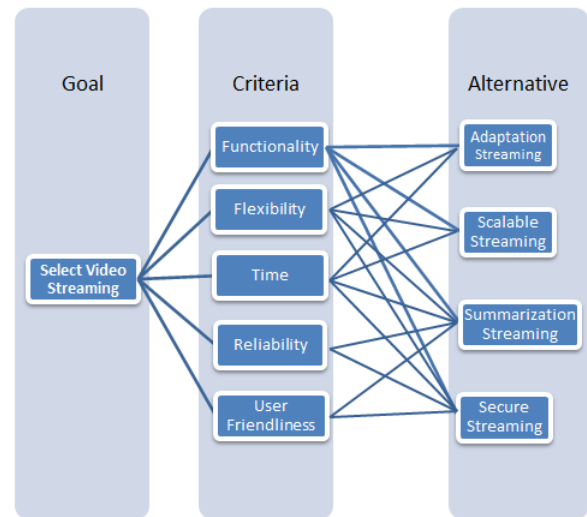 Goal
Criteria
Alternative
Select Video
Streaming
Functionality
Flexibility
Time
Reliability
User
Friendliness
Adaptation
Streaming
Scalable
Streaming
Summarization
Streaming
Secure
Streaming